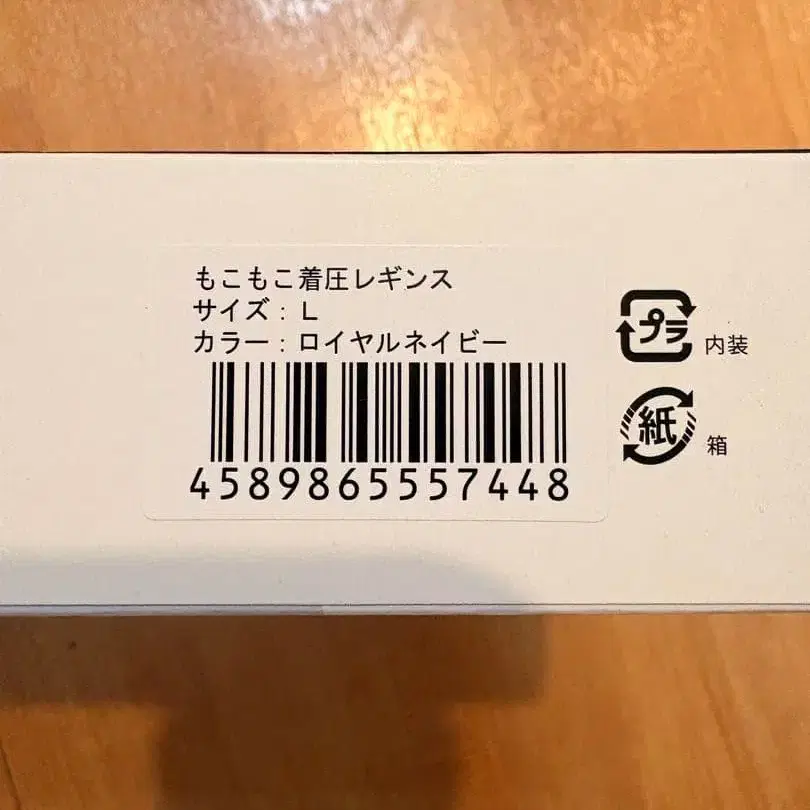 もこもこ着圧レギンス
サイズ：L
カラー：ロイヤルネイビー
4589865557448
プラ 内装
紙 箱